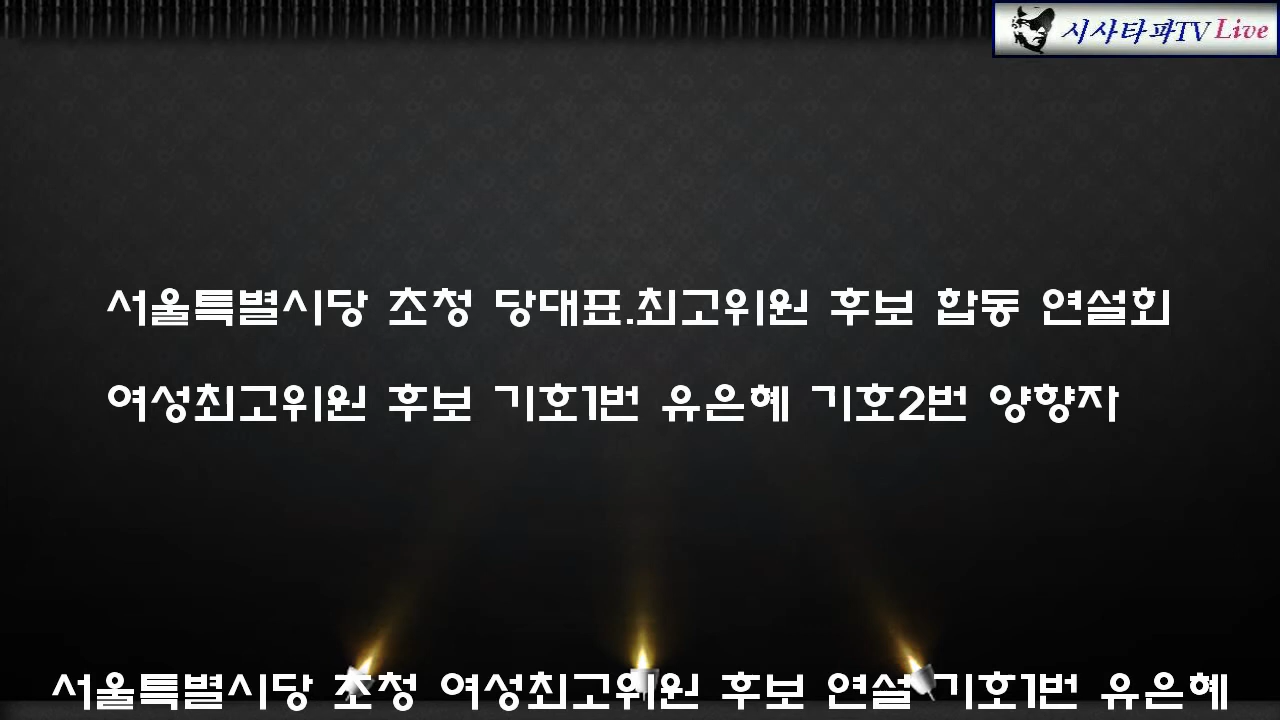 시사타파TV Live
서울특별시당 초청 당대표.최고위원 후보 합동 연설회
여성최고위원 후보 기호1번 유은혜 기호2번 양향자
서울특별시당 초청 여성최고위원 후보 연설 기호1번 유은혜